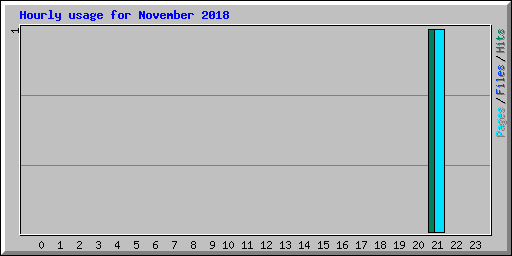 Hourly usage for November 2018
1
Pages/Files/Hits
0 1 2 3 4 5 6 7 8 9 10 11 12 13 14 15 16 17 18 19 20 21 22 23